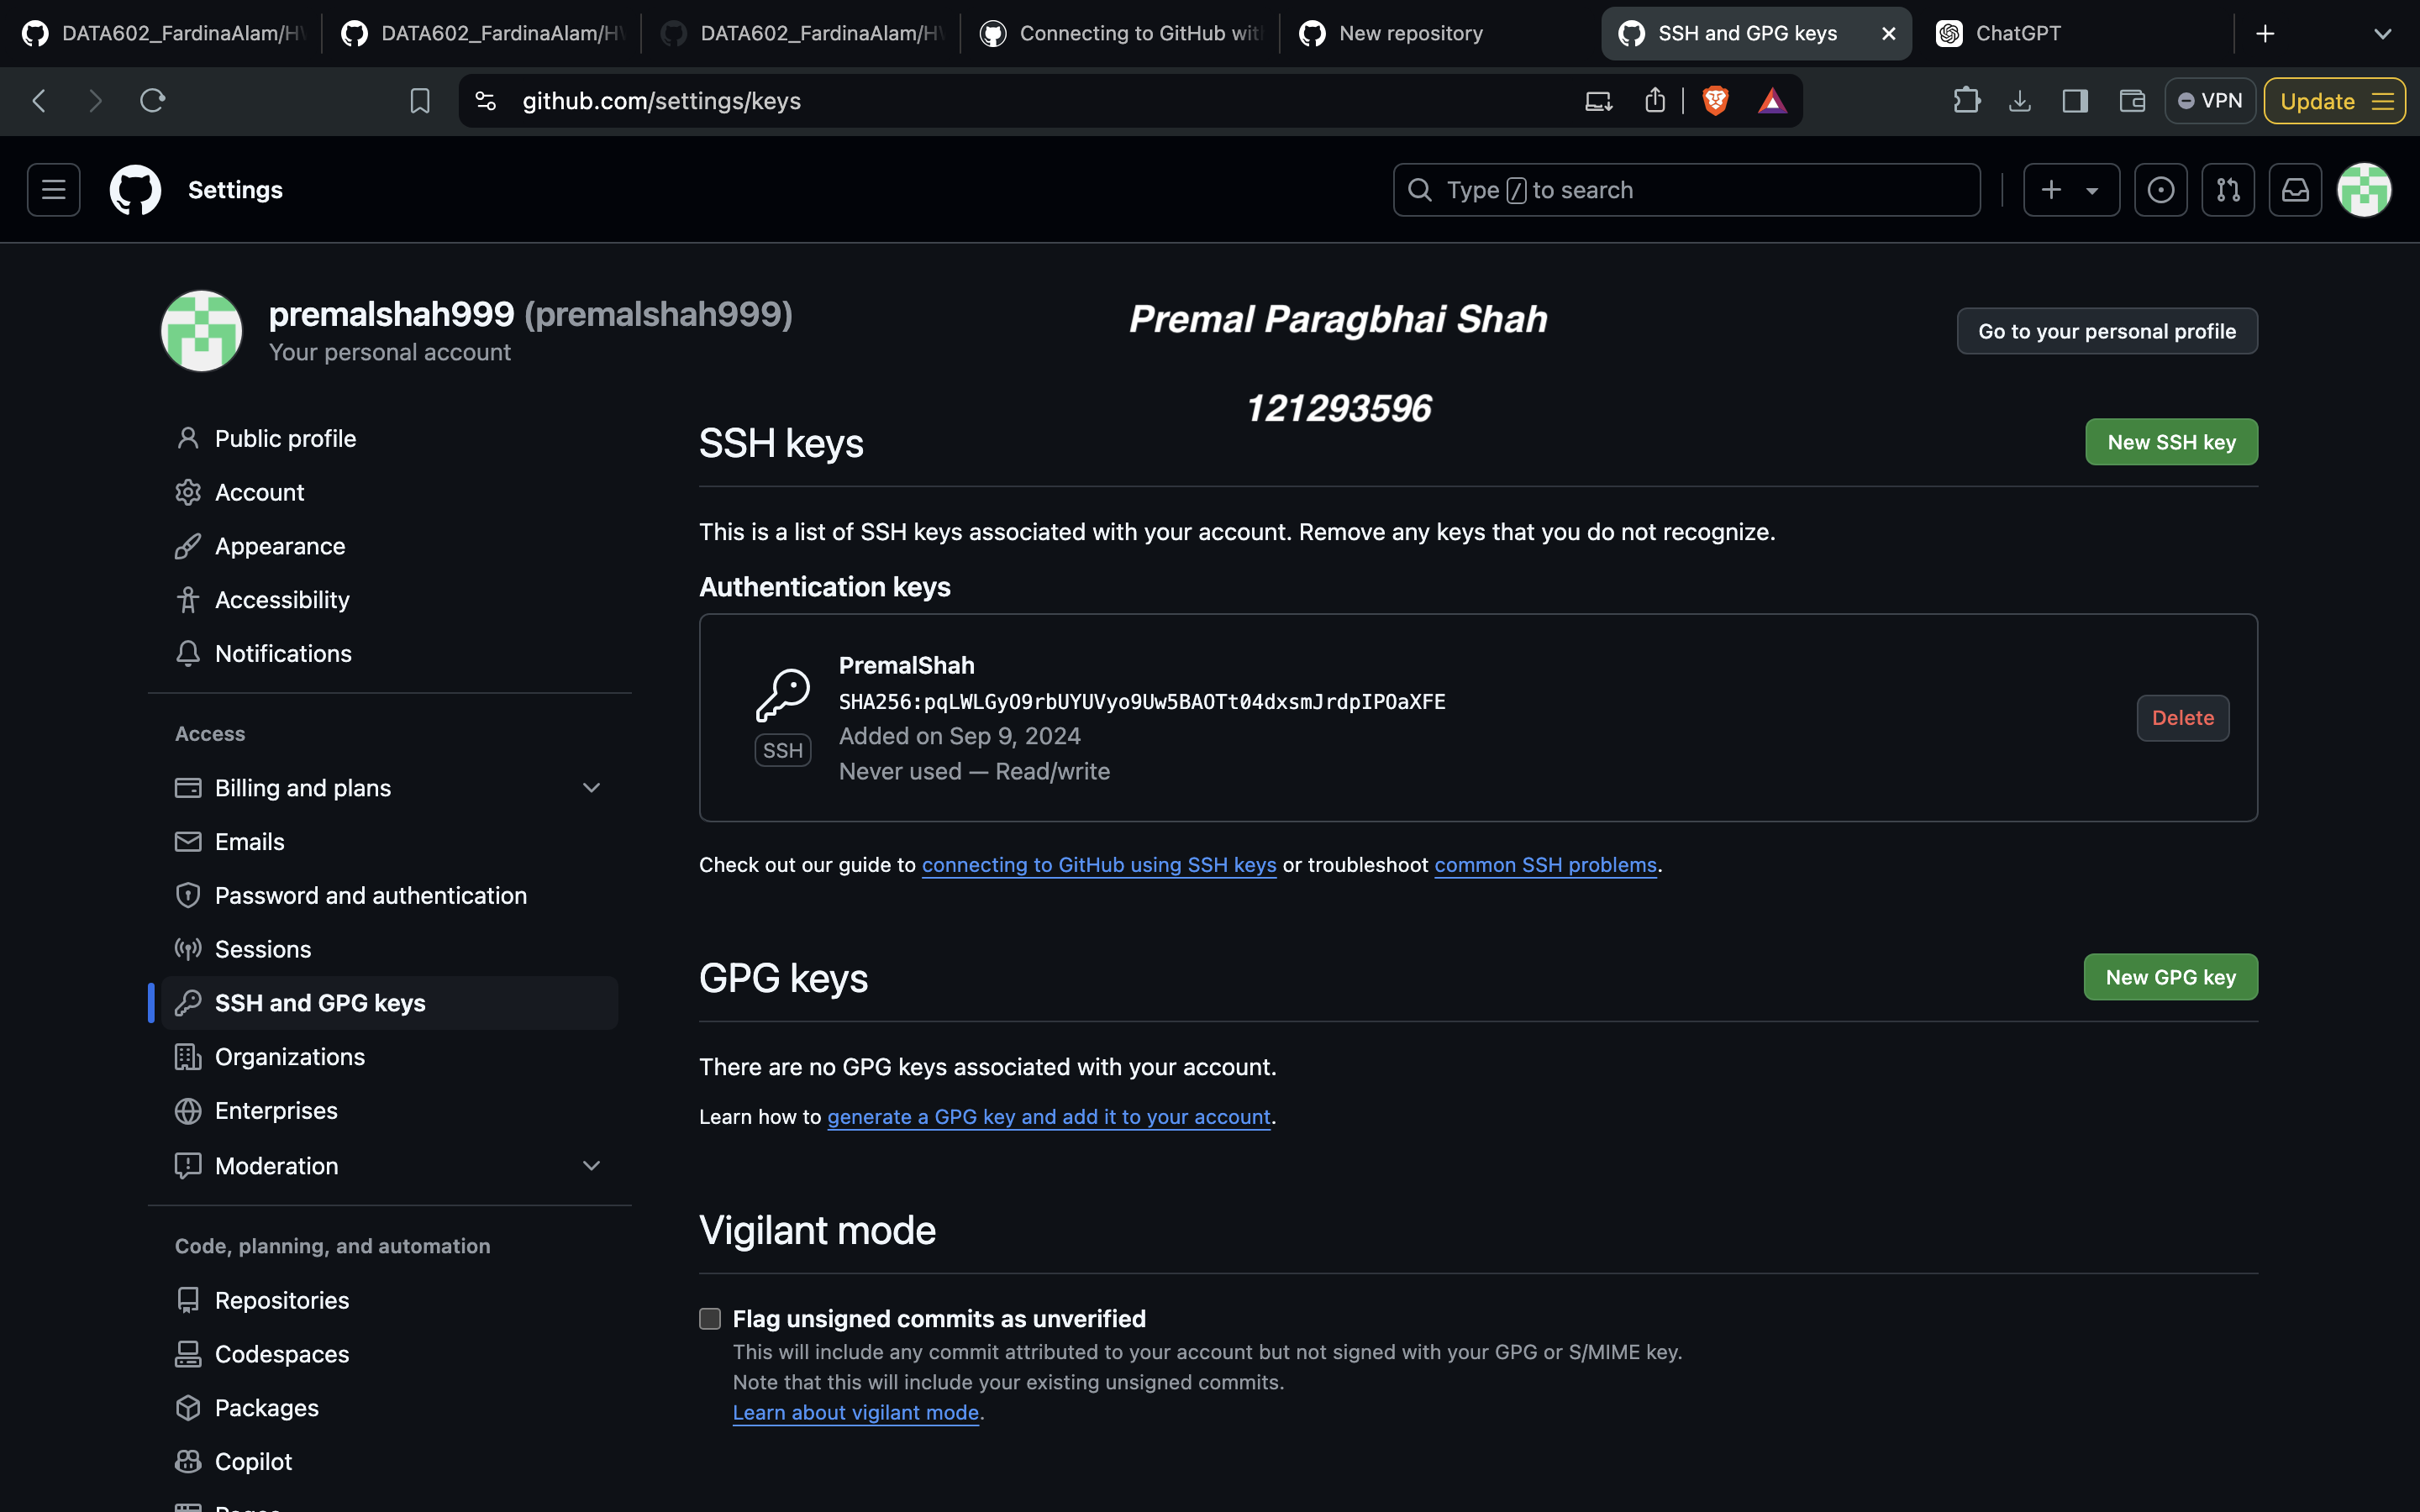 DATA602_FardinaAlam/H
DATA602_FardinaAlam/H
DATA602_FardinaAlam/H
Connecting to GitHub wit
New repository
SSH and GPG keys
ChatGPT
github.com/settings/keys
VPN
Update
Settings
Type / to search
premalshah999 (premalshah999)
Your personal account
Premal Paragbhai Shah
121293596
Go to your personal profile
Public profile
Account
Appearance
Accessibility
Notifications
Access
Billing and plans
Emails
Password and authentication
Sessions
SSH and GPG keys
Organizations
Enterprises
Moderation
Code, planning, and automation
Repositories
Codespaces
Packages
Copilot
Pages
SSH keys
New SSH key
This is a list of SSH keys associated with your account. Remove any keys that you do not recognize.
Authentication keys
PremalShah
SHA256:pqLWLGyO9rbUYUVyo9Uw5BAOTt04dxsmJrdpIPOaXFE
Added on Sep 9, 2024
Never used — Read/write
SSH
Delete
Check out our guide to connecting to GitHub using SSH keys or troubleshoot common SSH problems.
GPG keys
New GPG key
There are no GPG keys associated with your account.
Learn how to generate a GPG key and add it to your account.
Vigilant mode
Flag unsigned commits as unverified
This will include any commit attributed to your account but not signed with your GPG or S/MIME key.
Note that this will include your existing unsigned commits.
Learn about vigilant mode.